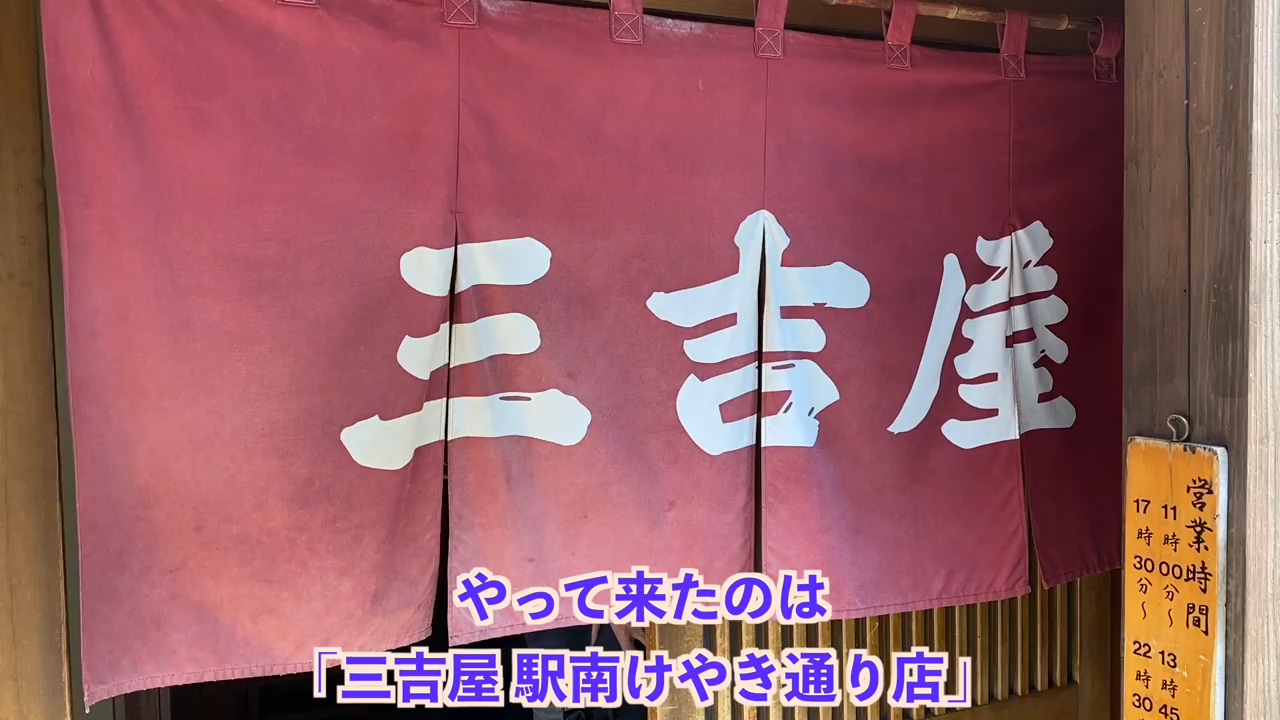 三吉屋
営業時間
11時00分〜13時45
17時30分〜22時30
やって来たのは
「三吉屋 駅南けやき通り店」